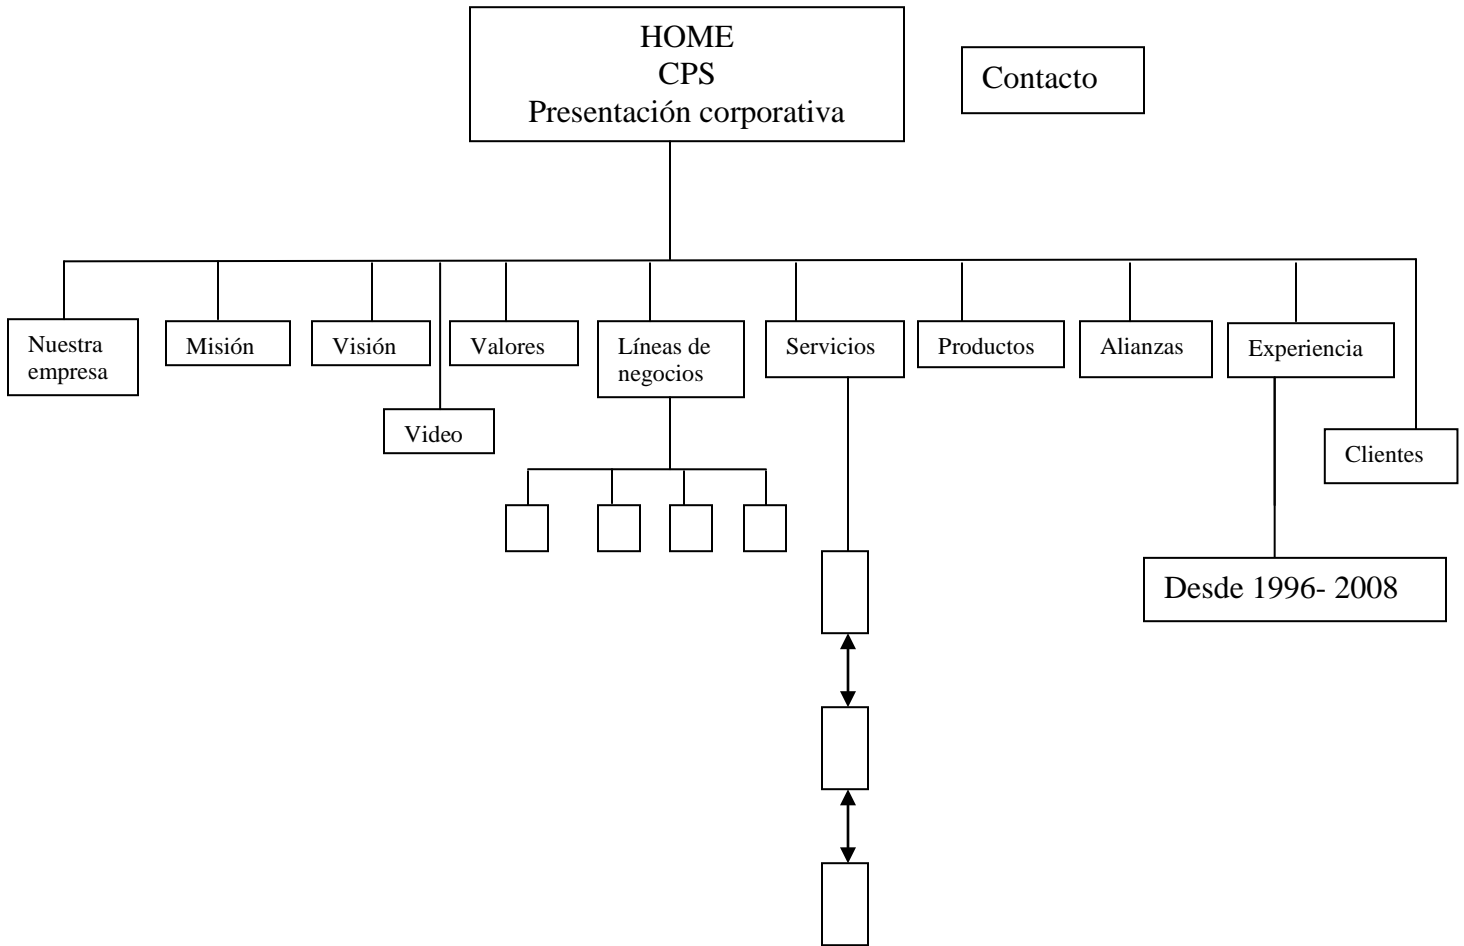 HOME
CPS
Presentación corporativa
Contacto
Nuestra
empresa
Misión
Visión
Valores
Líneas de
negocios
Servicios
Productos
Alianzas
Experiencia
Video
Clientes
Desde 1996- 2008